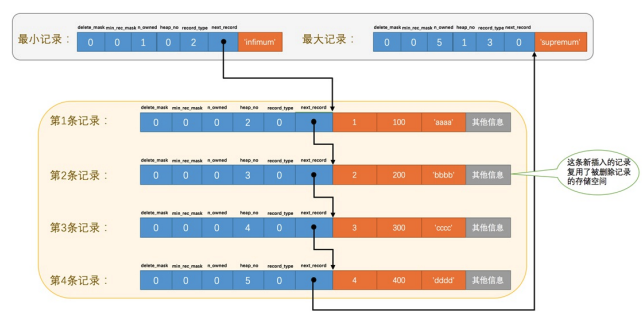 delete_mask min_rec_mask n_owned heap_no record_type next_record
最小记录： 0 0 1 0 2 'infimum'
delete_mask min_rec_mask n_owned heap_no record_type next_record
最大记录： 0 0 5 1 3 0 'supremum'
delete_mask min_rec_mask n_owned heap_no record_type next_record
第1条记录： 0 0 0 2 0 1 100 'aaaa' 其他信息
delete_mask min_rec_mask n_owned heap_no record_type next_record
第2条记录： 0 0 0 3 0 2 200 'bbbb' 其他信息
这条新插入的记录
复用了被删除记录
的存储空间
delete_mask min_rec_mask n_owned heap_no record_type next_record
第3条记录： 0 0 0 4 0 3 300 'cccc' 其他信息
delete_mask min_rec_mask n_owned heap_no record_type next_record
第4条记录： 0 0 0 5 0 4 400 'dddd' 其他信息